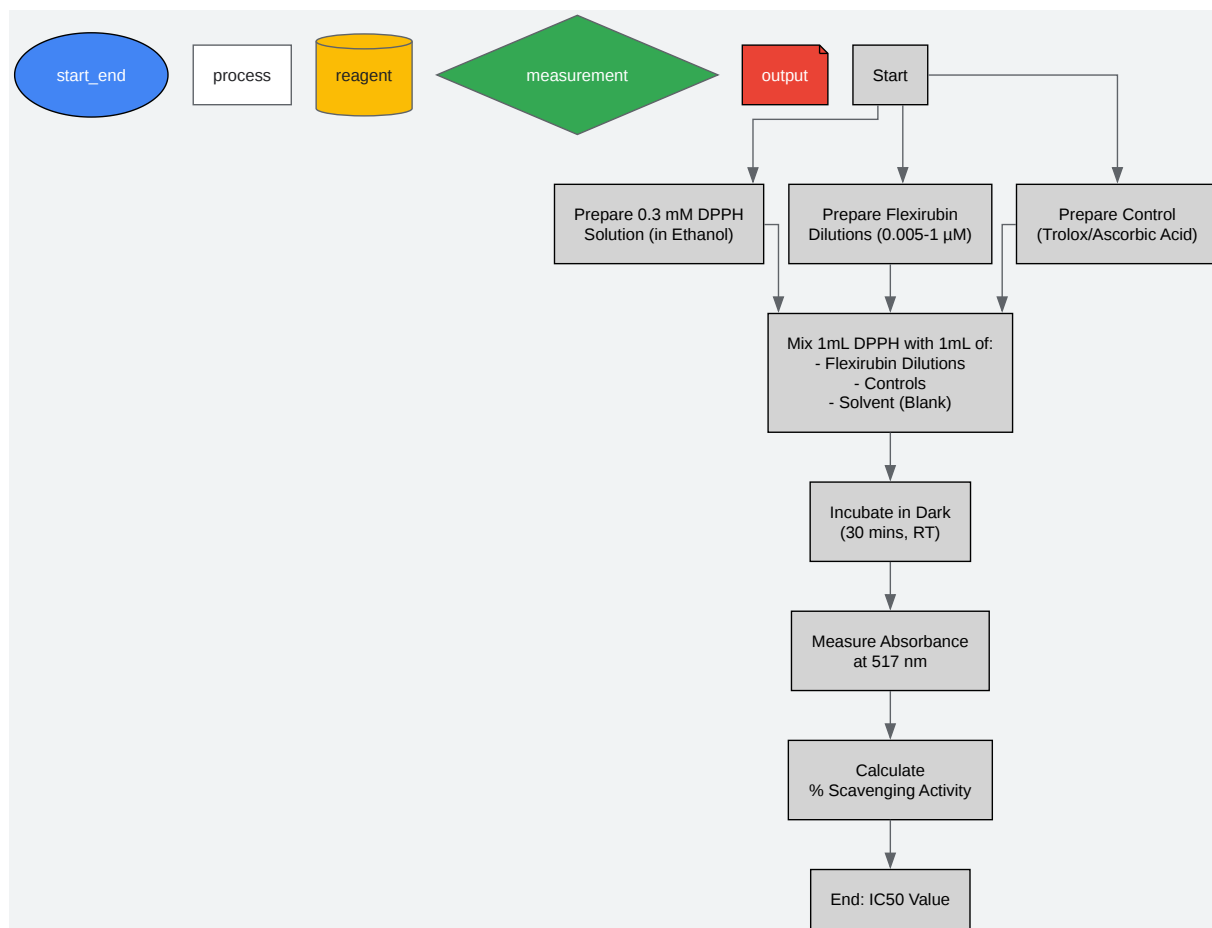 start_end
process
reagent
measurement
output
Start
Prepare 0.3 mM DPPH
Solution (in Ethanol)
Prepare Flexirubin
Dilutions (0.005-1 µM)
Prepare Control
(Trolox/Ascorbic Acid)
Mix 1mL DPPH with 1mL of:
- Flexirubin Dilutions
- Controls
- Solvent (Blank)
Incubate in Dark
(30 mins, RT)
Measure Absorbance
at 517 nm
Calculate
% Scavenging Activity
End: IC50 Value